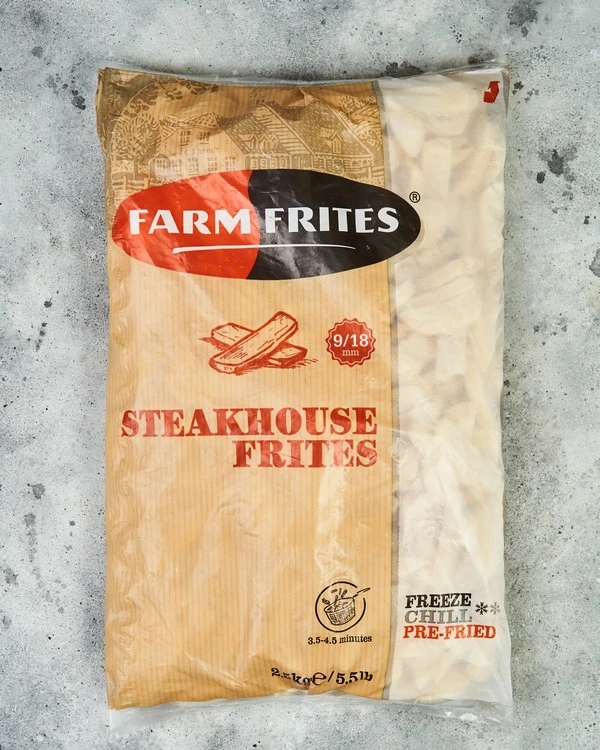 FARM FRITES®
9/18
mm
STEAKHOUSE
FRITES
3.5-4.5 minutes
FREEZE
CHILL**
PRE-FRIED
℮/5.5lb